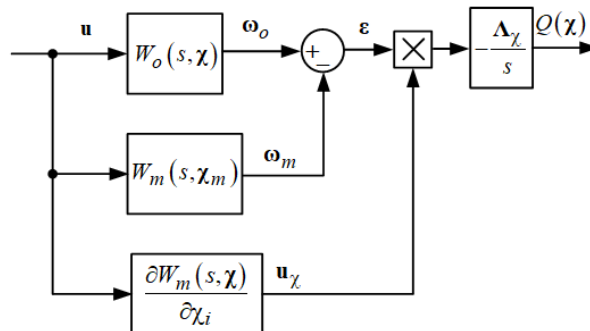 u
W_o(s, χ)
ω_o
+
−
ε
×
−Λ_χ/s
Q(χ)
W_m(s, χ_m)
ω_m
∂W_m(s, χ)/∂χ_i
u_χ